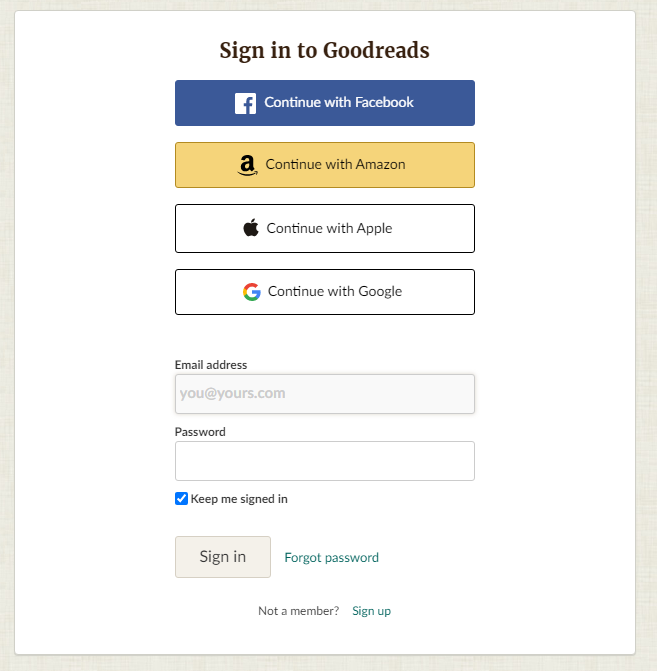 Sign in to Goodreads
Continue with Facebook
Continue with Amazon
Continue with Apple
Continue with Google
Email address
you@yours.com
Password
Keep me signed in
Sign in Forgot password
Not a member? Sign up